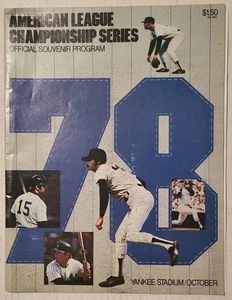 AMERICAN LEAGUE
CHAMPIONSHIP SERIES
OFFICIAL SOUVENIR PROGRAM
$1.50
78
15
YANKEE STADIUM/OCTOBER